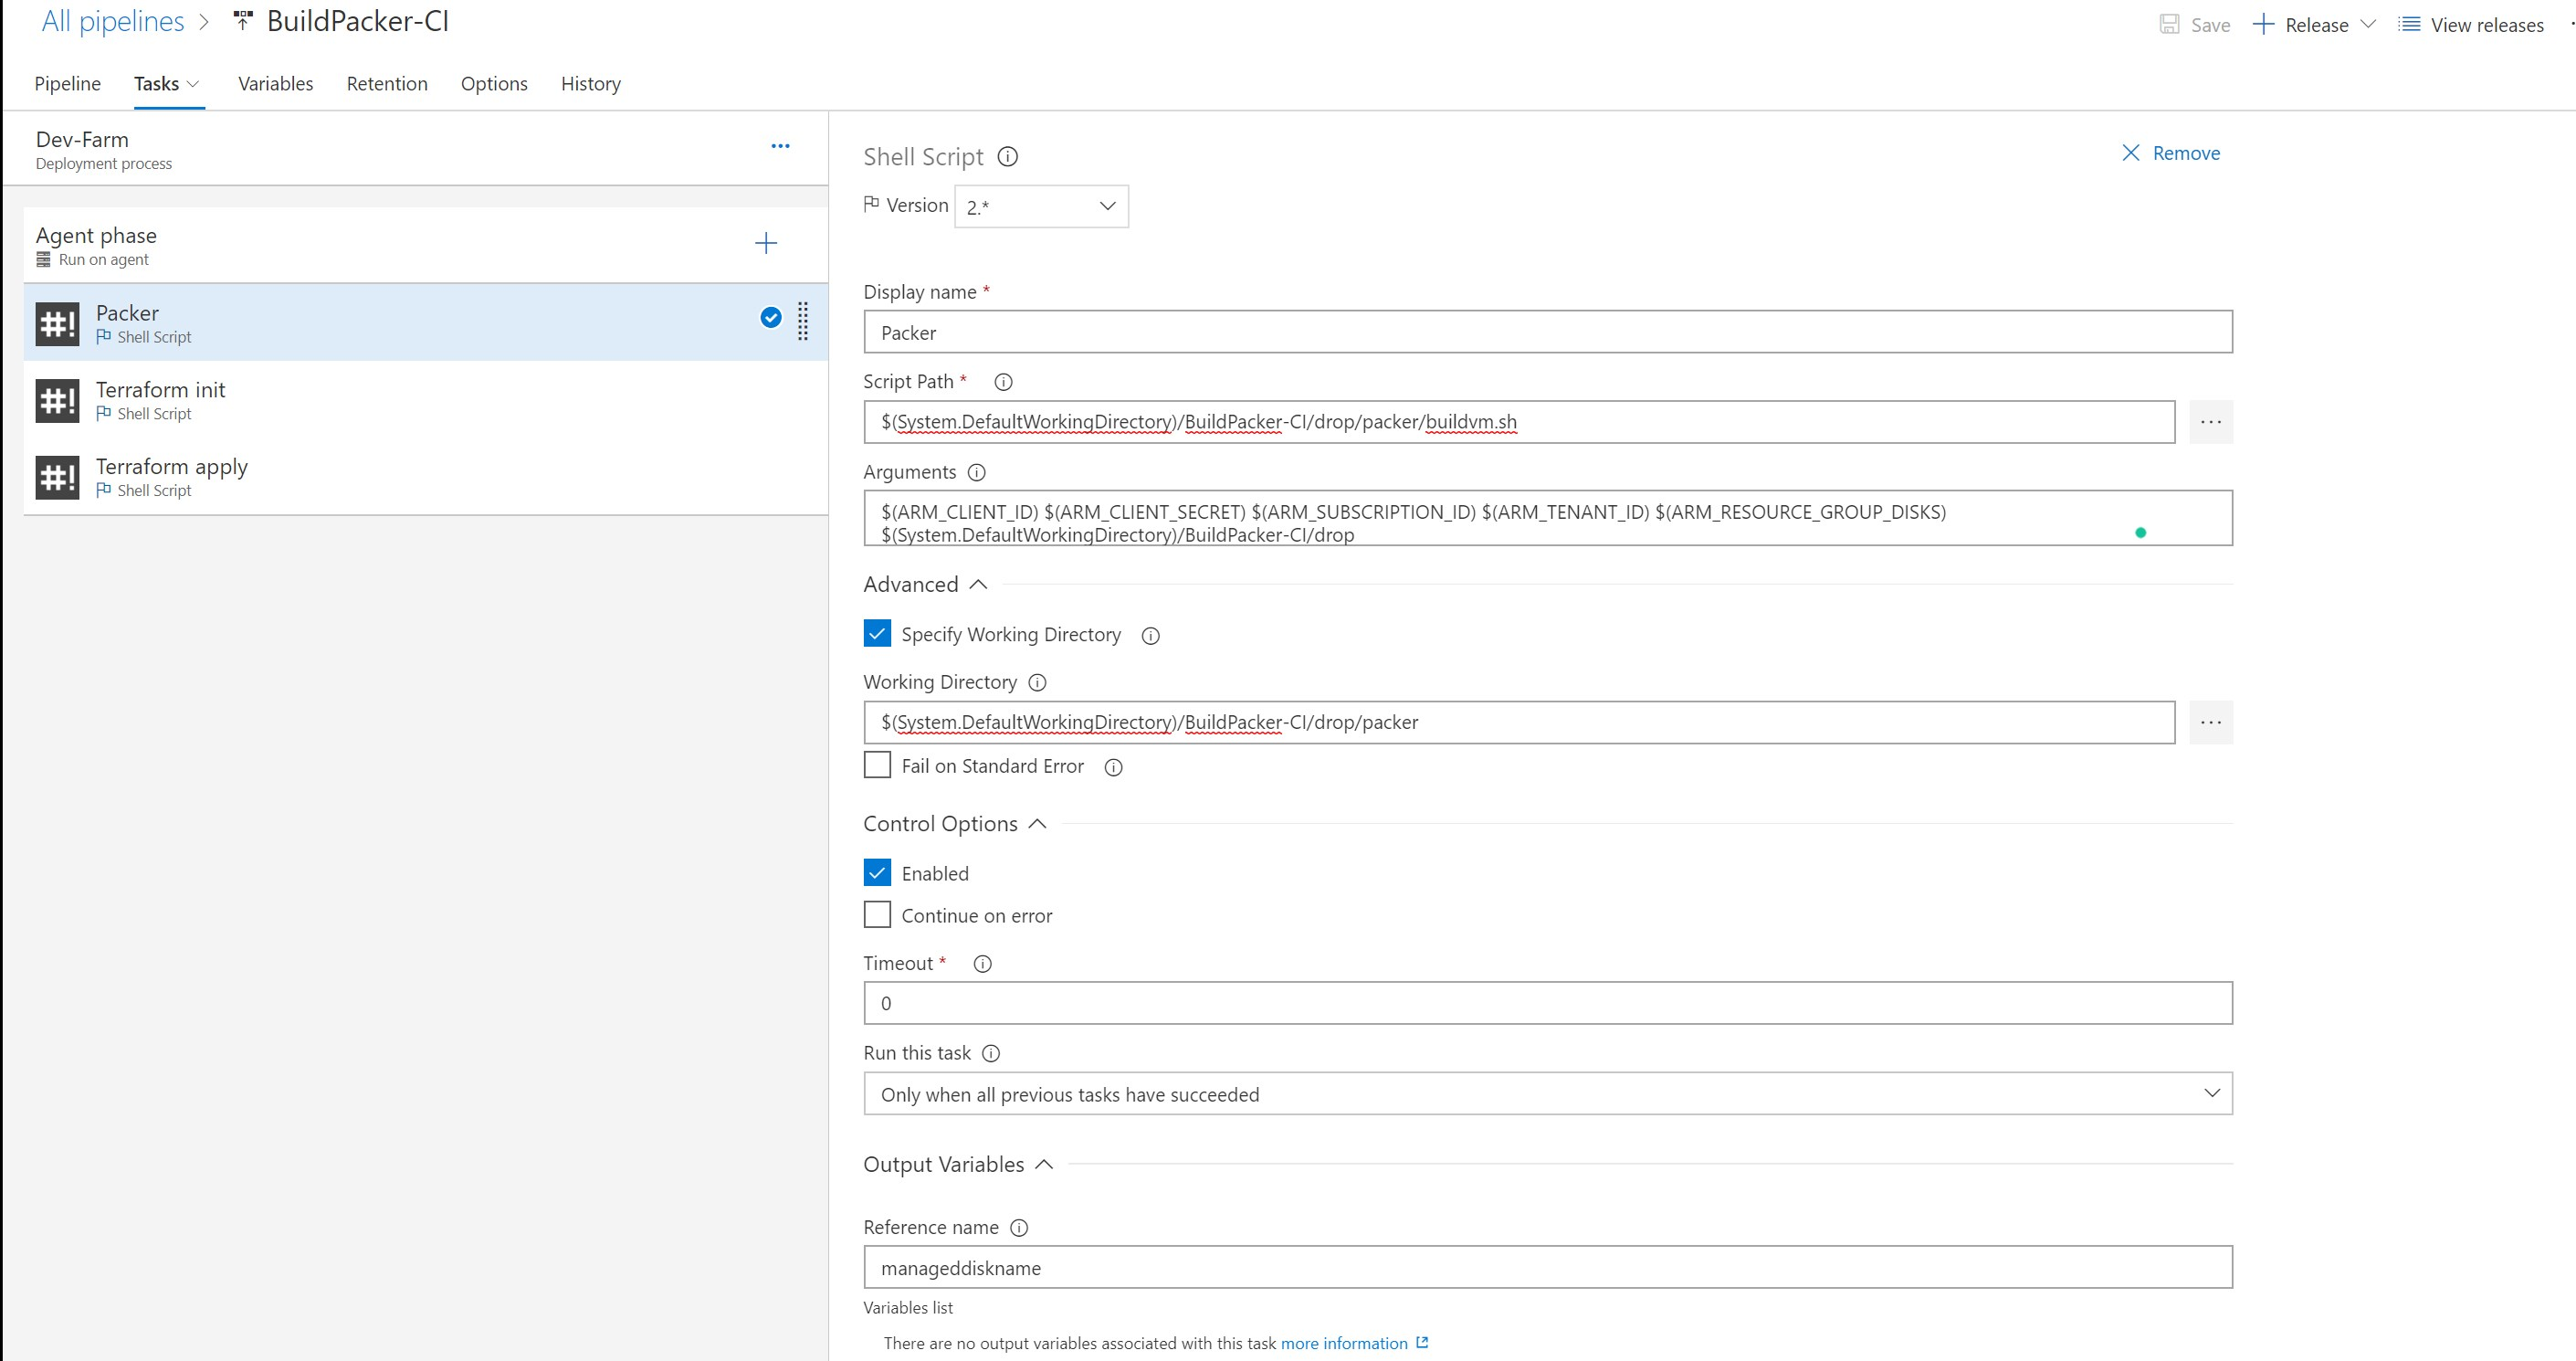 All pipelines > BuildPacker-CI
Save + Release View releases
Pipeline Tasks Variables Retention Options History
Dev-Farm
Deployment process
Agent phase
Run on agent
#! Packer
Shell Script
#! Terraform init
Shell Script
#! Terraform apply
Shell Script
Shell Script
Remove
Version 2.*
Display name *
Packer
Script Path *
$(System.DefaultWorkingDirectory)/BuildPacker-CI/drop/packer/buildvm.sh
Arguments
$(ARM_CLIENT_ID) $(ARM_CLIENT_SECRET) $(ARM_SUBSCRIPTION_ID) $(ARM_TENANT_ID) $(ARM_RESOURCE_GROUP_DISKS)
$(System.DefaultWorkingDirectory)/BuildPacker-CI/drop
Advanced
Specify Working Directory
Working Directory
$(System.DefaultWorkingDirectory)/BuildPacker-CI/drop/packer
Fail on Standard Error
Control Options
Enabled
Continue on error
Timeout *
0
Run this task
Only when all previous tasks have succeeded
Output Variables
Reference name
manageddiskname
Variables list
There are no output variables associated with this task more information